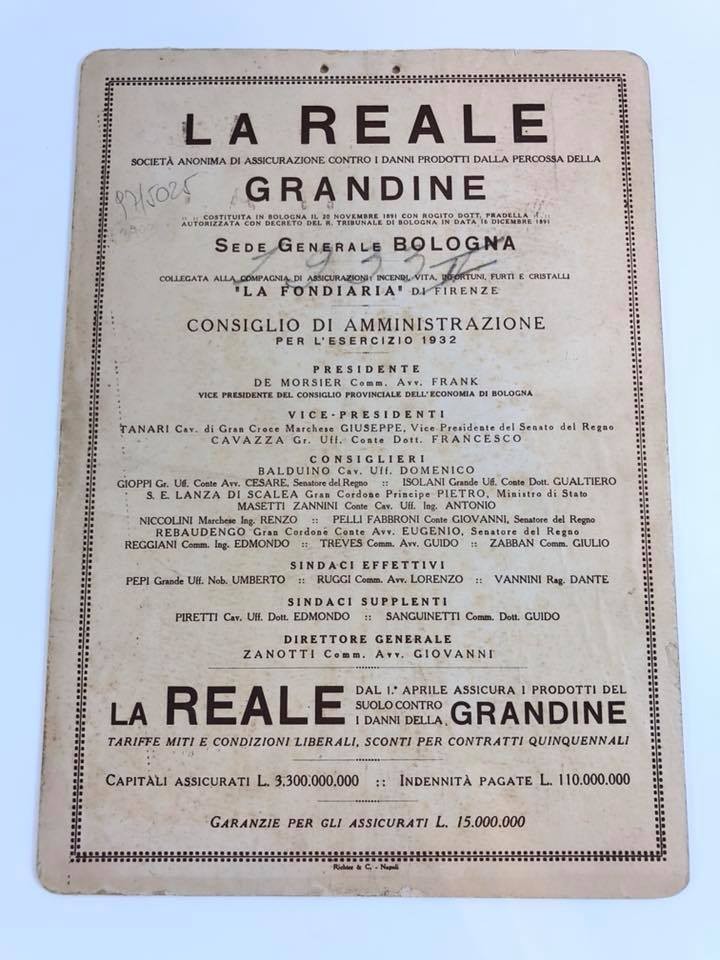 LA REALE
SOCIETÀ ANONIMA DI ASSICURAZIONE CONTRO I DANNI PRODOTTI DALLA PERCOSSA DELLA
GRANDINE
97/5025
:: :: COSTITUITA IN BOLOGNA IL 20 NOVEMBRE 1891 CON ROGITO DOTT. PRADELLA :: ::
AUTORIZZATA CON DECRETO DEL R. TRIBUNALE DI BOLOGNA IN DATA 16 DICEMBRE 1891
SEDE GENERALE BOLOGNA
COLLEGATA ALLA COMPAGNIA DI ASSICURAZIONI: INCENDI, VITA, INFORTUNI, FURTI E CRISTALLI
"LA FONDIARIA" DI FIRENZE
CONSIGLIO DI AMMINISTRAZIONE
PER L'ESERCIZIO 1932
PRESIDENTE
DE MORSIER Comm. Avv. FRANK
VICE PRESIDENTE DEL CONSIGLIO PROVINCIALE DELL'ECONOMIA DI BOLOGNA
VICE-PRESIDENTI
TANARI Cav. di Gran Croce Marchese GIUSEPPE, Vice Presidente del Senato del Regno
CAVAZZA Gr. Uff. Conte Dott. FRANCESCO
CONSIGLIERI
BALDUINO Cav. Uff. DOMENICO
GIOPPI Gr. Uff. Conte Avv. CESARE, Senatore del Regno :: ISOLANI Grande Uff. Conte Dott. GUALTIERO
S. E. LANZA DI SCALEA Gran Cordone Principe PIETRO, Ministro di Stato
MASETTI ZANNINI Conte Cav. Uff. Ing. ANTONIO
NICCOLINI Marchese Ing. RENZO :: PELLI FABBRONI Conte GIOVANNI, Senatore del Regno
REBAUDENGO Gran Cordone Conte Avv. EUGENIO, Senatore del Regno
REGGIANI Comm. Ing. EDMONDO :: TREVES Comm. Avv. GUIDO :: ZABBAN Comm. GIULIO
SINDACI EFFETTIVI
PEPI Grande Uff. Nob. UMBERTO :: RUGGI Comm. Avv. LORENZO :: VANNINI Rag. DANTE
SINDACI SUPPLENTI
PIRETTI Cav. Uff. Dott. EDMONDO :: SANGUINETTI Comm. Dott. GUIDO
DIRETTORE GENERALE
ZANOTTI Comm. Avv. GIOVANNI
LA REALE DAL 1.° APRILE ASSICURA I PRODOTTI DEL
SUOLO CONTRO
I DANNI DELLA GRANDINE
TARIFFE MITI E CONDIZIONI LIBERALI, SCONTI PER CONTRATTI QUINQUENNALI
CAPITALI ASSICURATI L. 3.300.000.000 :: INDENNITÀ PAGATE L. 110.000.000
GARANZIE PER GLI ASSICURATI L. 15.000.000
Richter & C. - Napoli